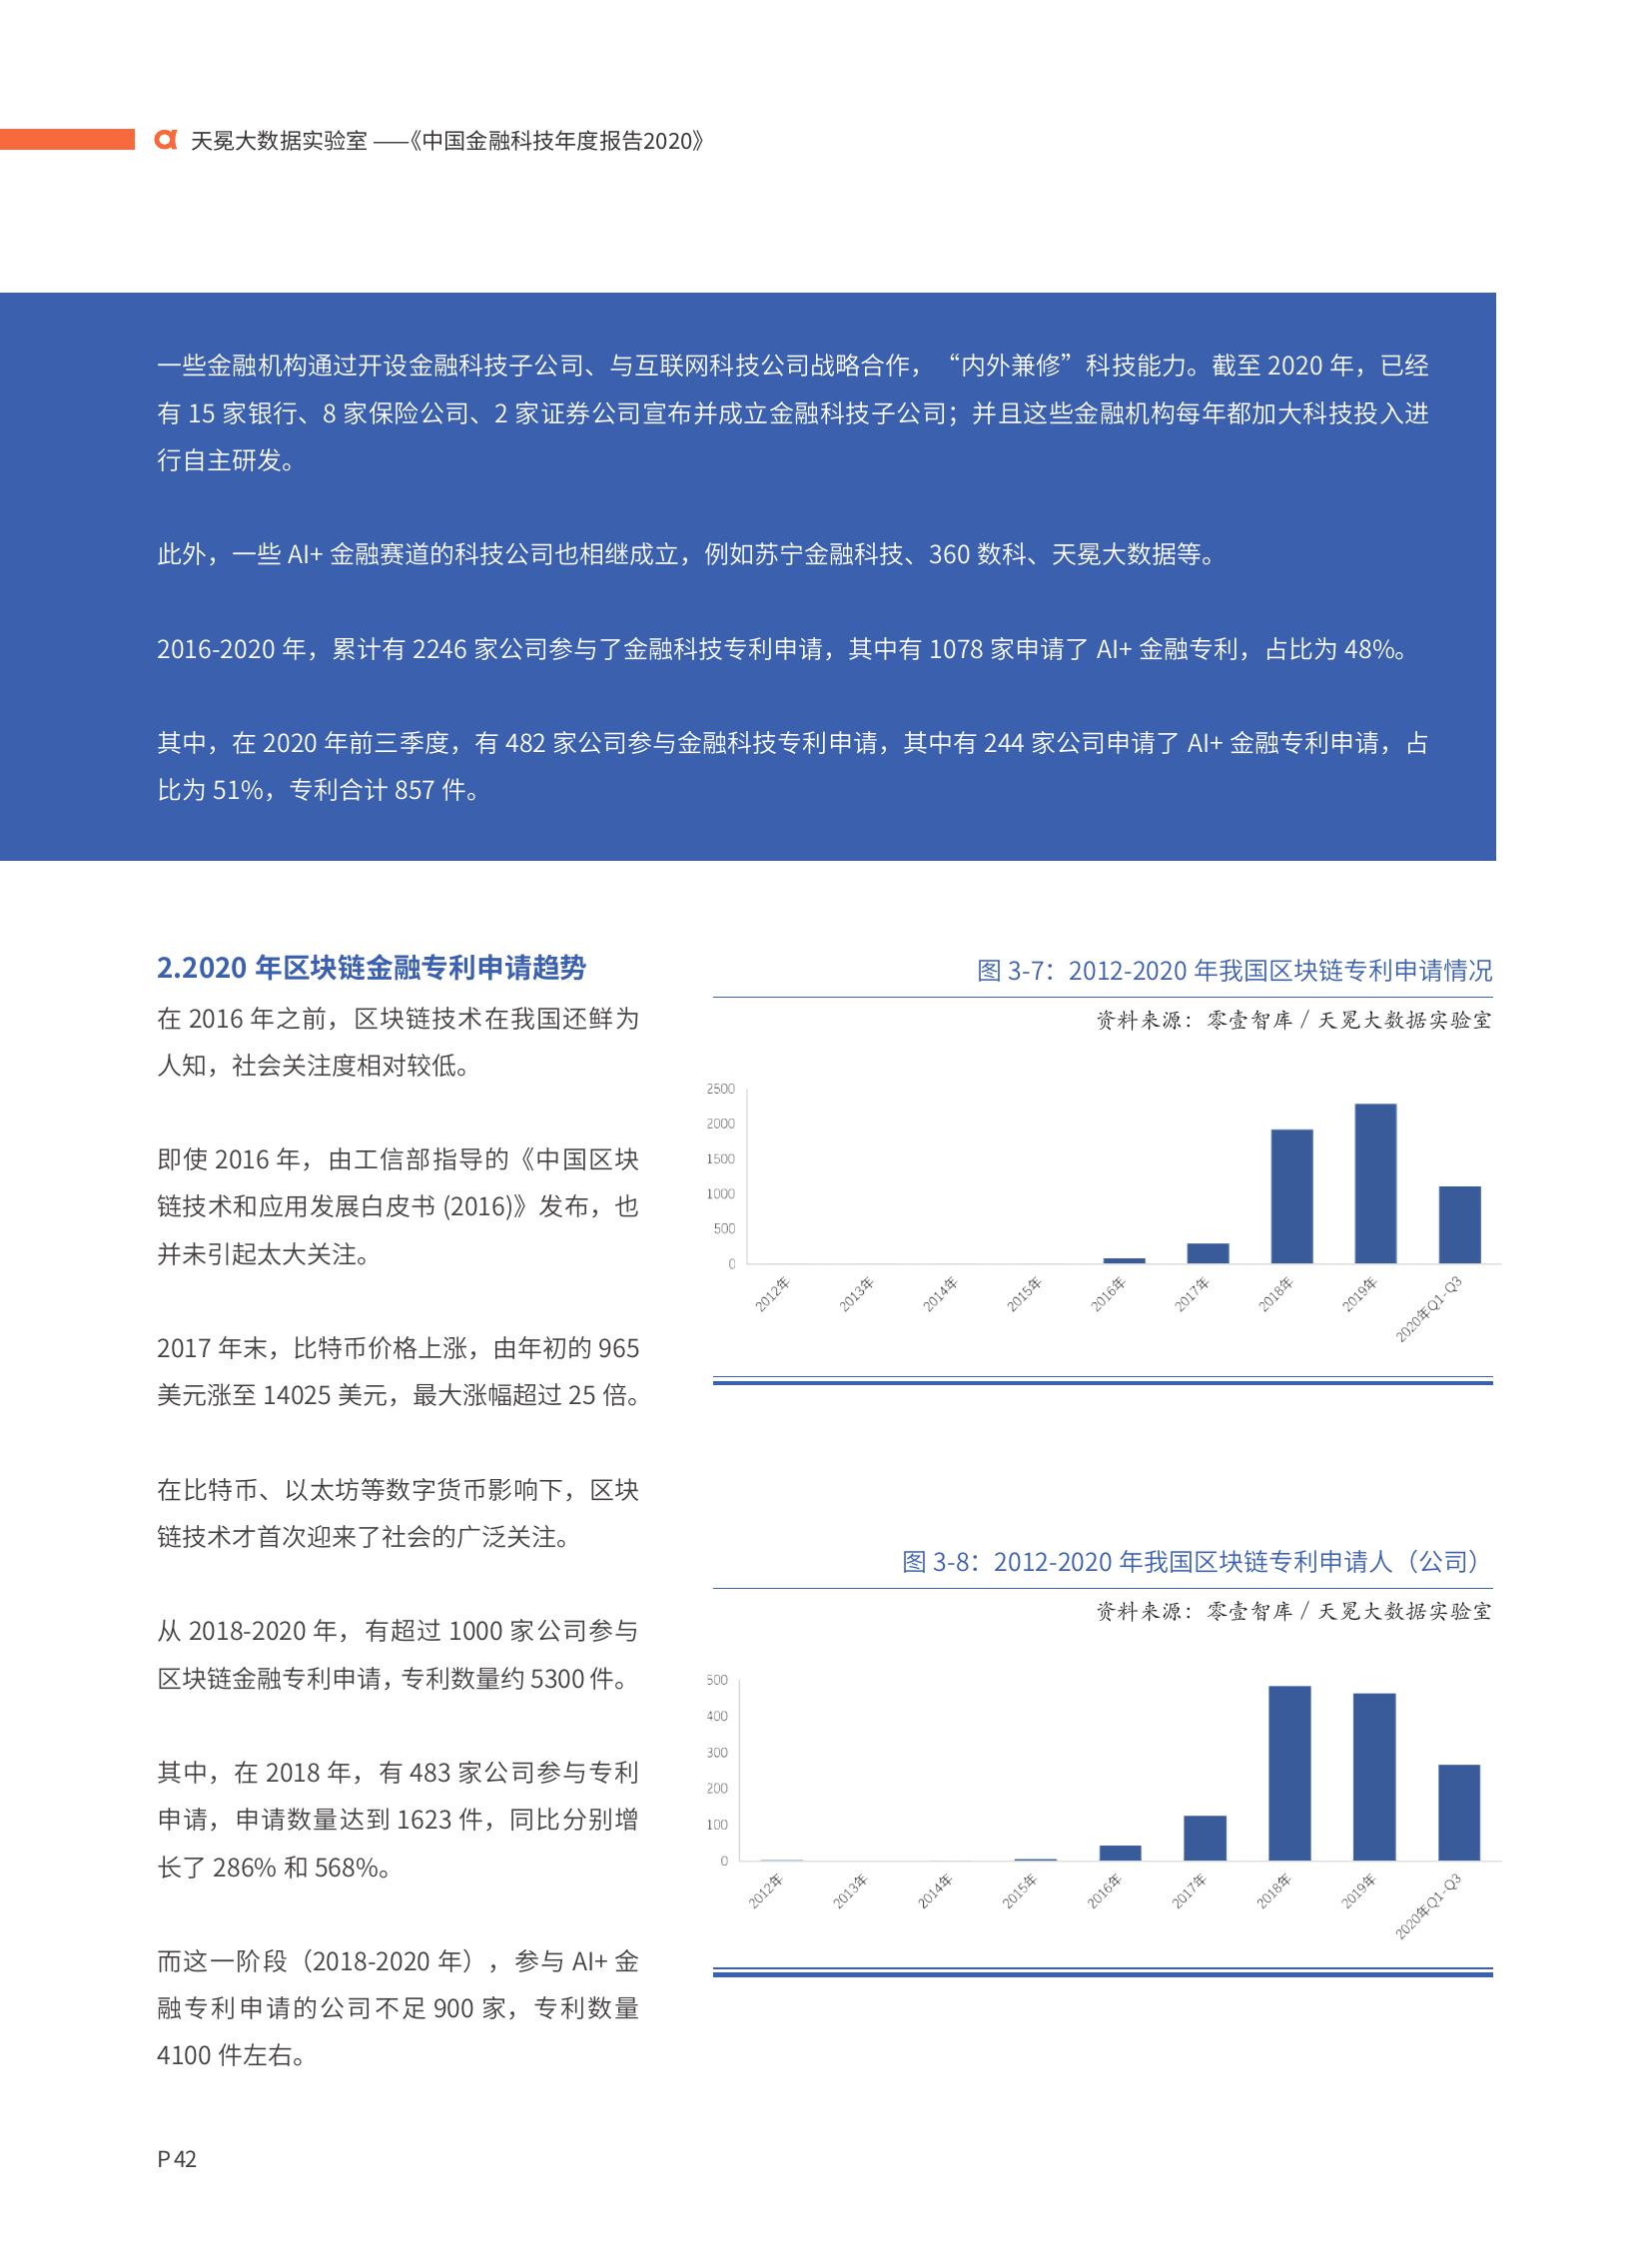 天冕大数据实验室 ——《中国金融科技年度报告2020》
一些金融机构通过开设金融科技子公司、与互联网科技公司战略合作，“内外兼修”科技能力。截至 2020 年，已经
有 15 家银行、8 家保险公司、2 家证券公司宣布并成立金融科技子公司；并且这些金融机构每年都加大科技投入进
行自主研发。
此外，一些 AI+ 金融赛道的科技公司也相继成立，例如苏宁金融科技、360 数科、天冕大数据等。
2016-2020 年，累计有 2246 家公司参与了金融科技专利申请，其中有 1078 家申请了 AI+ 金融专利，占比为 48%。
其中，在 2020 年前三季度，有 482 家公司参与金融科技专利申请，其中有 244 家公司申请了 AI+ 金融专利申请，占
比为 51%，专利合计 857 件。
2.2020 年区块链金融专利申请趋势
在 2016 年之前，区块链技术在我国还鲜为
人知，社会关注度相对较低。
即使 2016 年，由工信部指导的《中国区块
链技术和应用发展白皮书 (2016)》发布，也
并未引起太大关注。
2017 年末，比特币价格上涨，由年初的 965
美元涨至 14025 美元，最大涨幅超过 25 倍。
在比特币、以太坊等数字货币影响下，区块
链技术才首次迎来了社会的广泛关注。
从 2018-2020 年，有超过 1000 家公司参与
区块链金融专利申请，专利数量约 5300 件。
其中，在 2018 年，有 483 家公司参与专利
申请，申请数量达到 1623 件，同比分别增
长了 286% 和 568%。
而这一阶段（2018-2020 年），参与 AI+ 金
融专利申请的公司不足 900 家，专利数量
4100 件左右。
图 3-7：2012-2020 年我国区块链专利申请情况
资料来源：零壹智库 / 天冕大数据实验室
2500
2000
1500
1000
500
0
2012年
2013年
2014年
2015年
2016年
2017年
2018年
2019年
2020年Q1-Q3
图 3-8：2012-2020 年我国区块链专利申请人（公司）
资料来源：零壹智库 / 天冕大数据实验室
500
400
300
200
100
0
2012年
2013年
2014年
2015年
2016年
2017年
2018年
2019年
2020年Q1-Q3
P 42